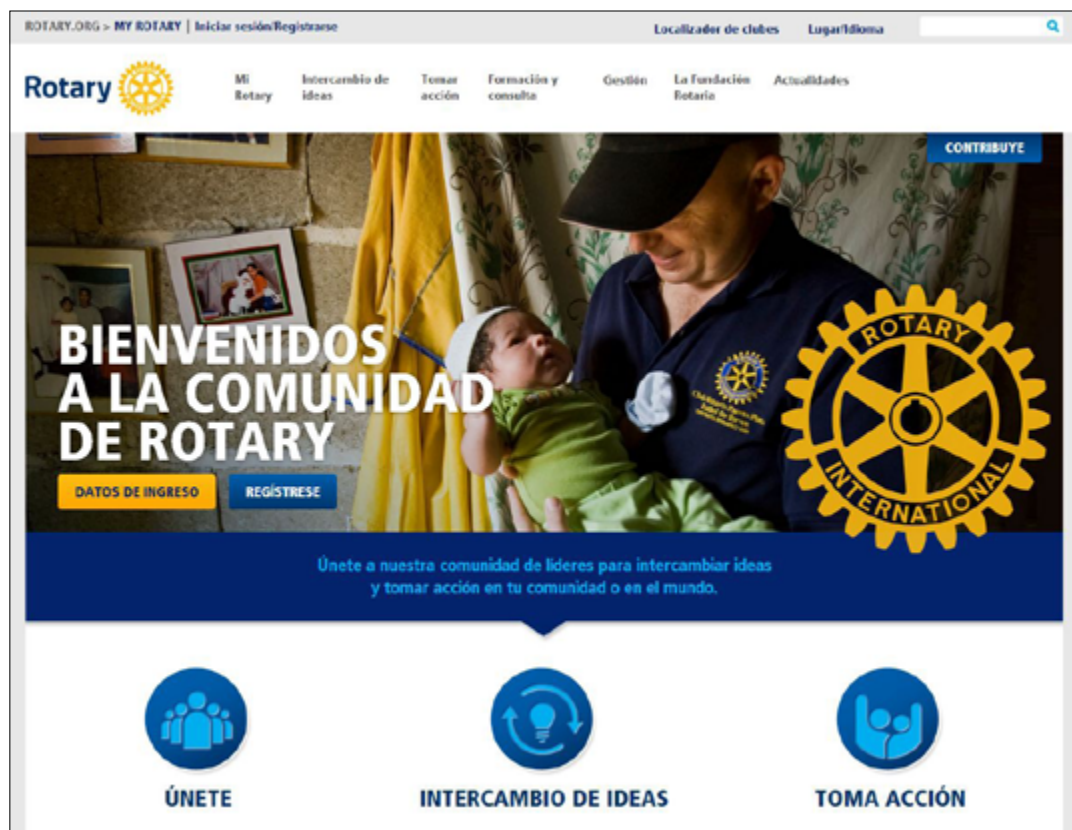 ROTARY.ORG > MY ROTARY | Iniciar sesión/Registrarse
Localizador de clubes
Lugar/Idioma
Rotary
Mi
Rotary
Intercambio de
ideas
Tomar
acción
Formación y
consulta
Gestión
La Fundación
Rotaria
Actualidades
CONTRIBUYE
BIENVENIDOS
A LA COMUNIDAD
DE ROTARY
DATOS DE INGRESO
REGÍSTRESE
ROTARY
INTERNATIONAL
Únete a nuestra comunidad de líderes para intercambiar ideas
y tomar acción en tu comunidad o en el mundo.
ÚNETE
INTERCAMBIO DE IDEAS
TOMA ACCIÓN